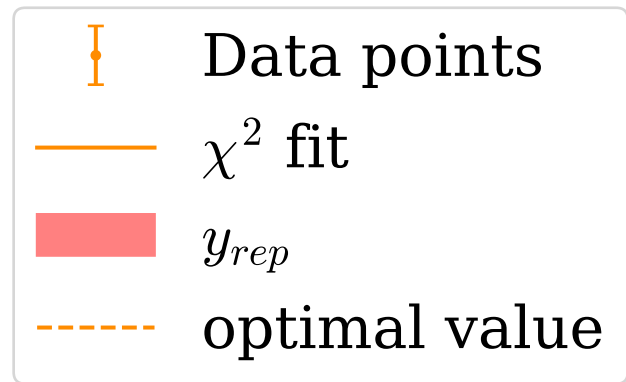 Data points
χ² fit
y_rep
optimal value